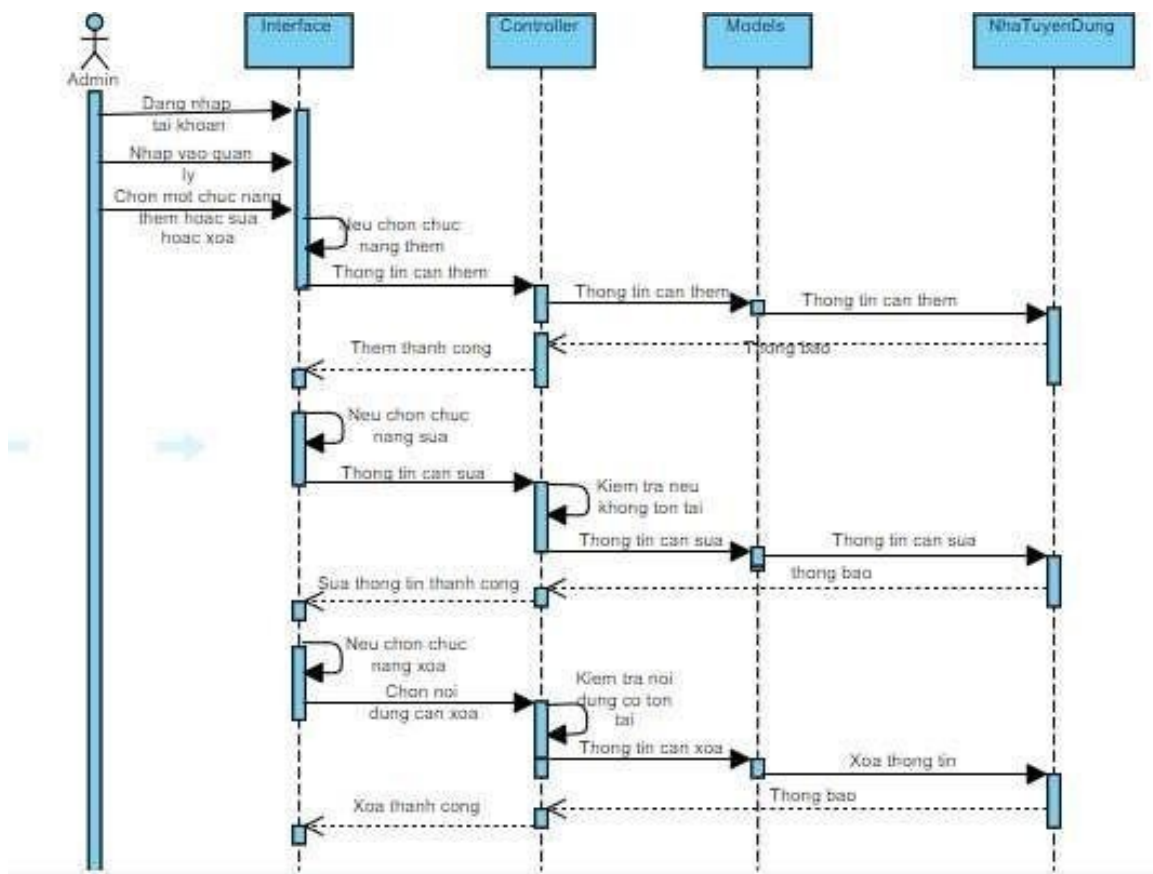 Interface
Controller
Models
NhaTuyenDung
Admin
Dang nhap
tai khoan
Nhap vao quan
ly
Chon mot chuc nang
them hoac sua
hoac xoa
Neu chon chuc
nang them
Thong tin can them
Thong tin can them
Thong tin can them
Thong bao
Them thanh cong
Neu chon chuc
nang sua
Thong tin can sua
Kiem tra neu
khong ton tai
Thong tin can sua
Thong tin can sua
thong bao
Sua thong tin thanh cong
Neu chon chuc
nang xoa
Chon noi
dung can xoa
Kiem tra noi
dung co ton
tai
Thong tin can xoa
Xoa thong tin
Thong bao
Xoa thanh cong